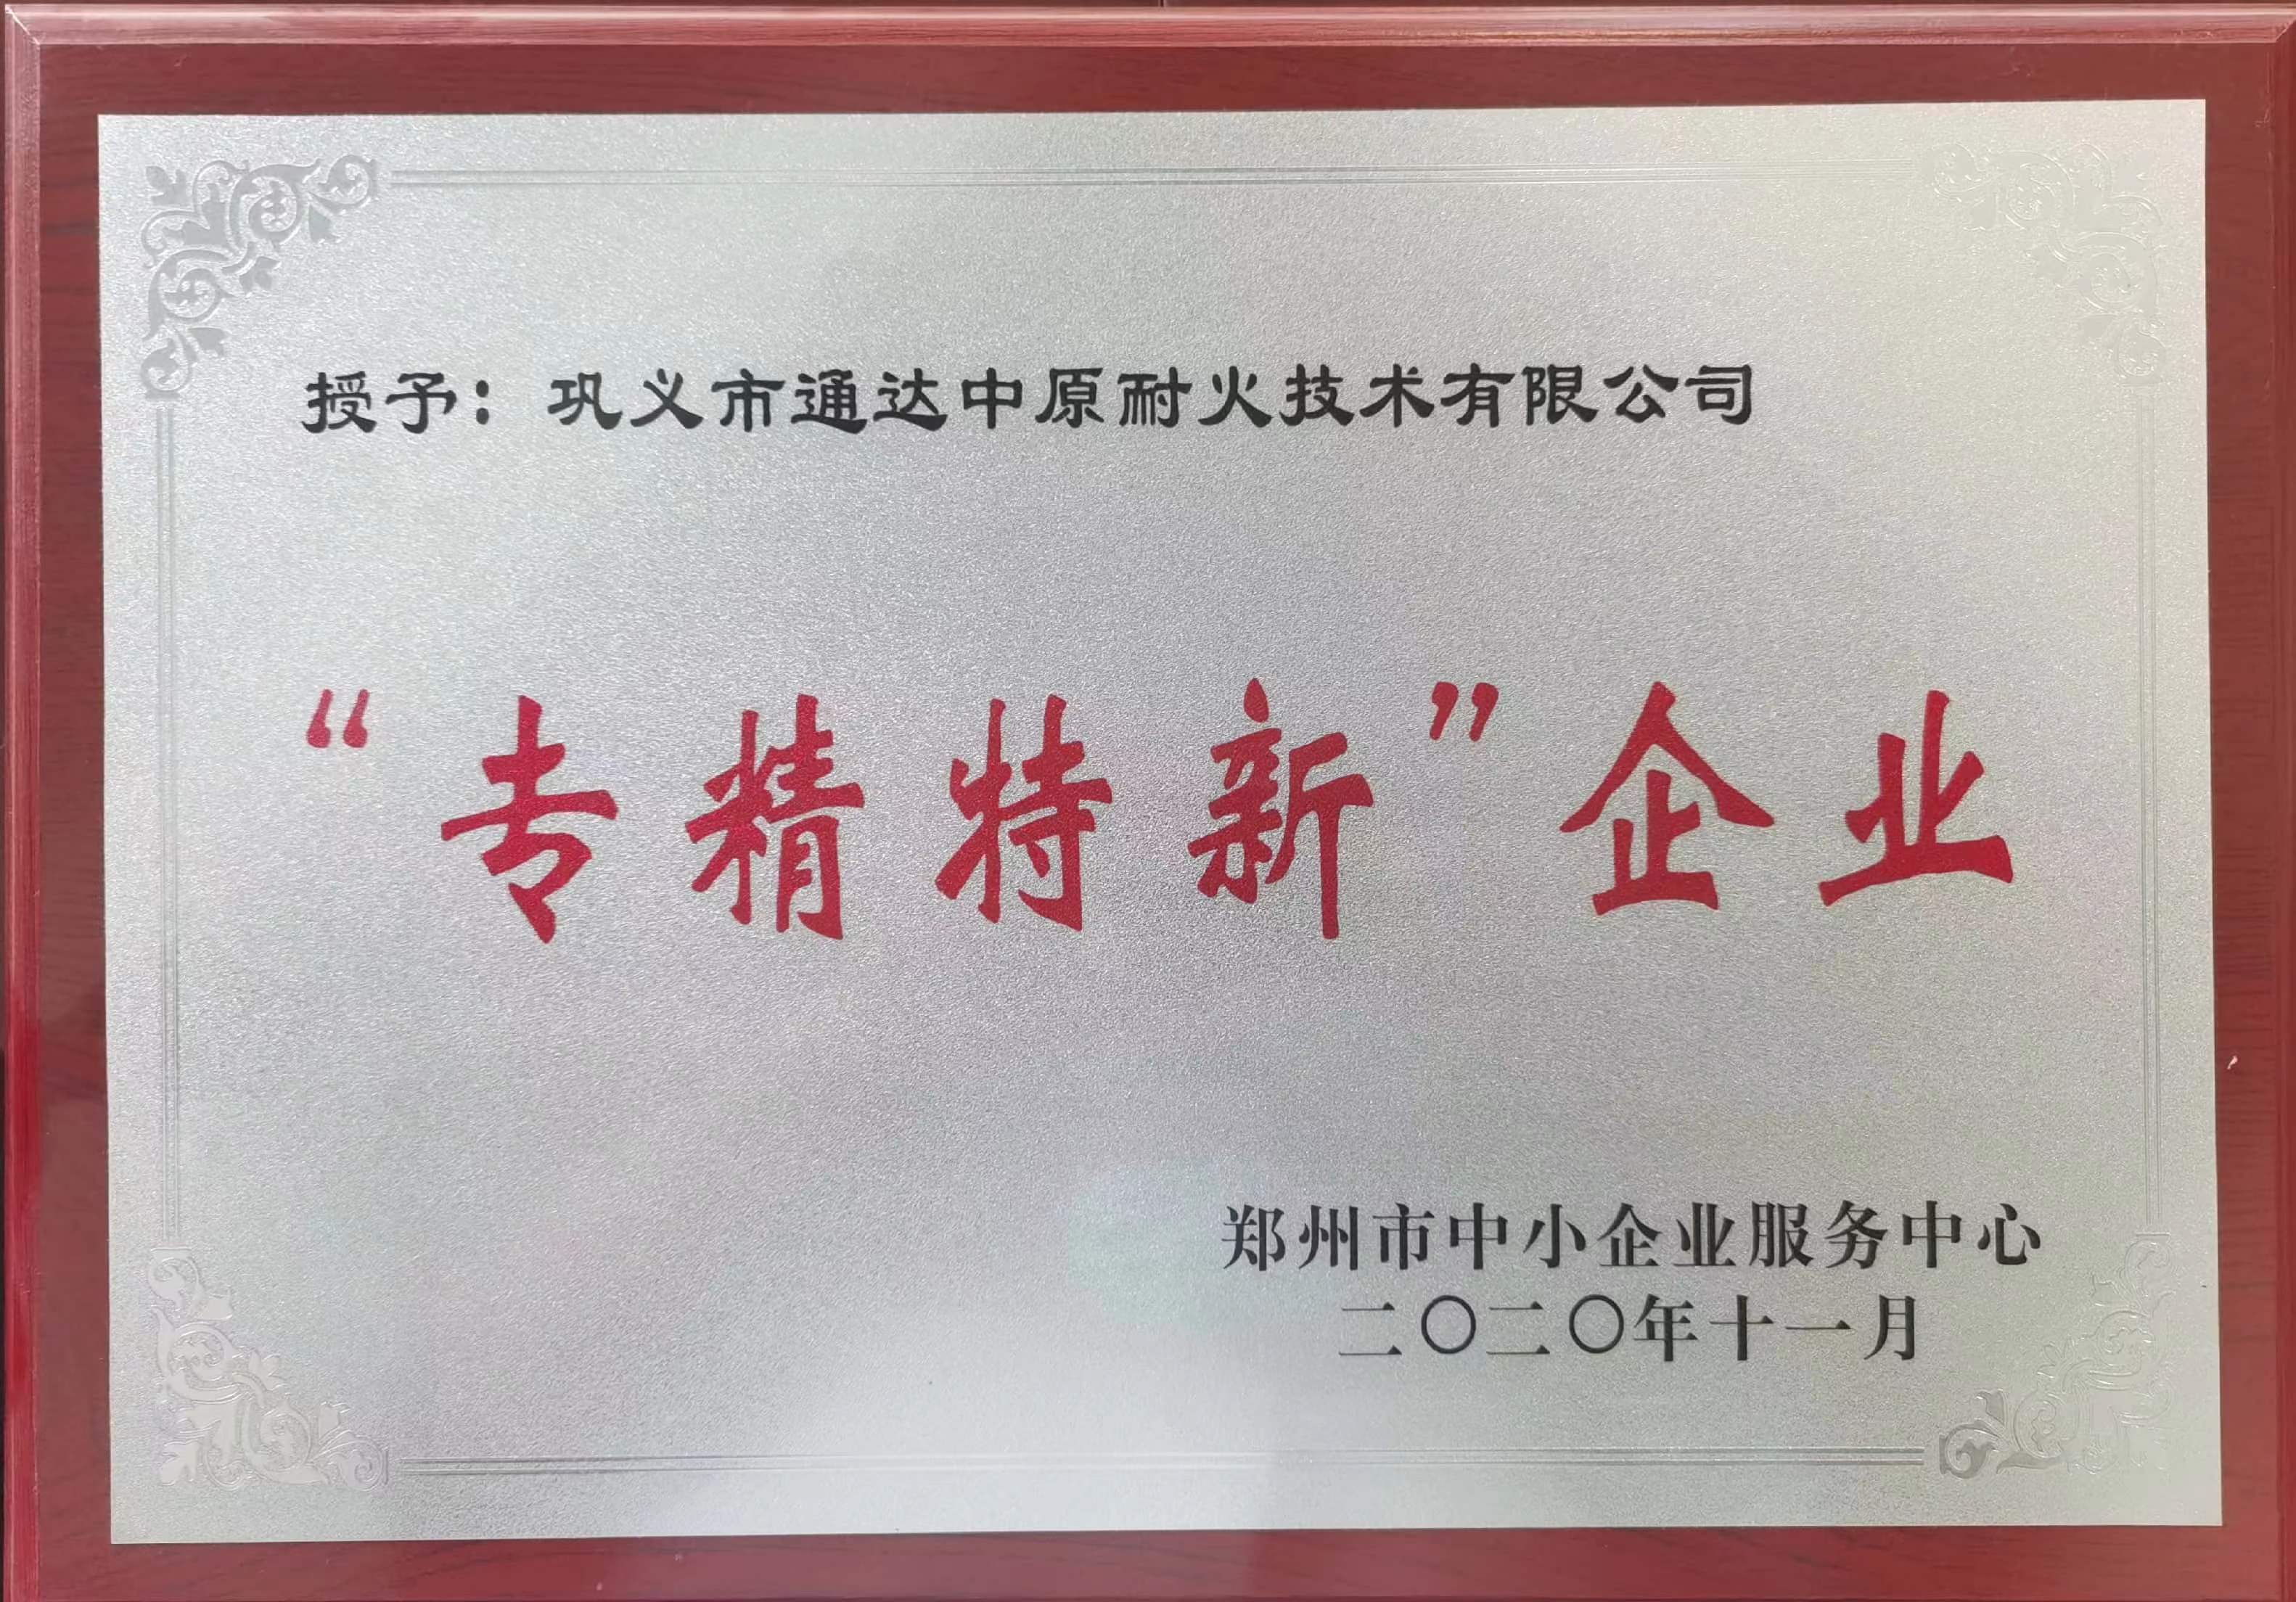 授予：巩义市通达中原耐火技术有限公司
“专精特新”企业
郑州市中小企业服务中心
二〇二〇年十一月